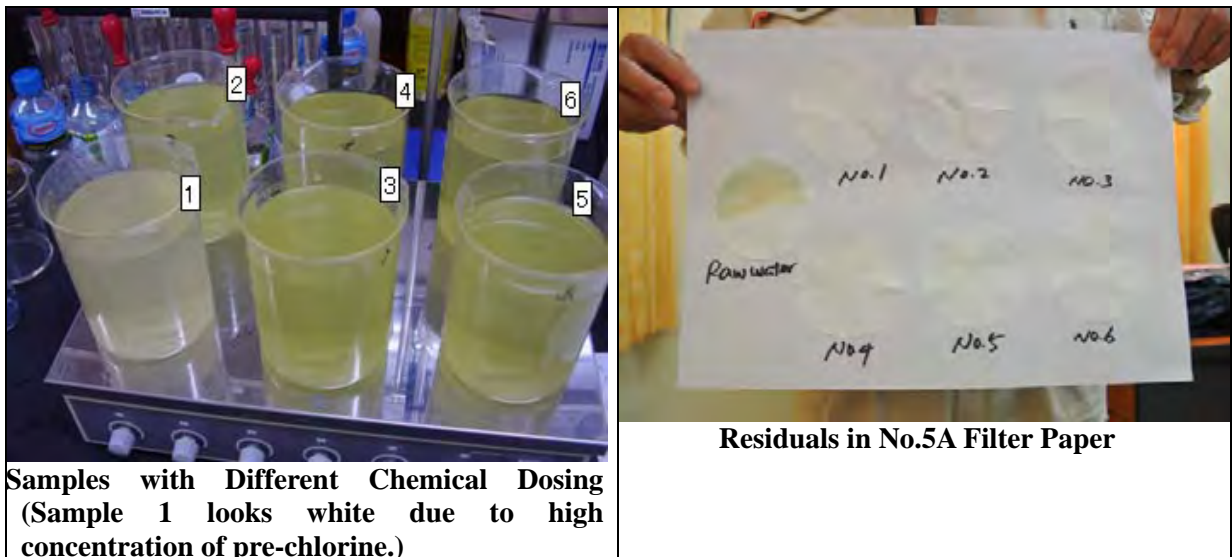 2
4
6
1
3
5
No.1
No.2
No.3
Raw water
No.4
No.5
No.6
Samples with Different Chemical Dosing
(Sample 1 looks white due to high
concentration of pre-chlorine.)
Residuals in No.5A Filter Paper